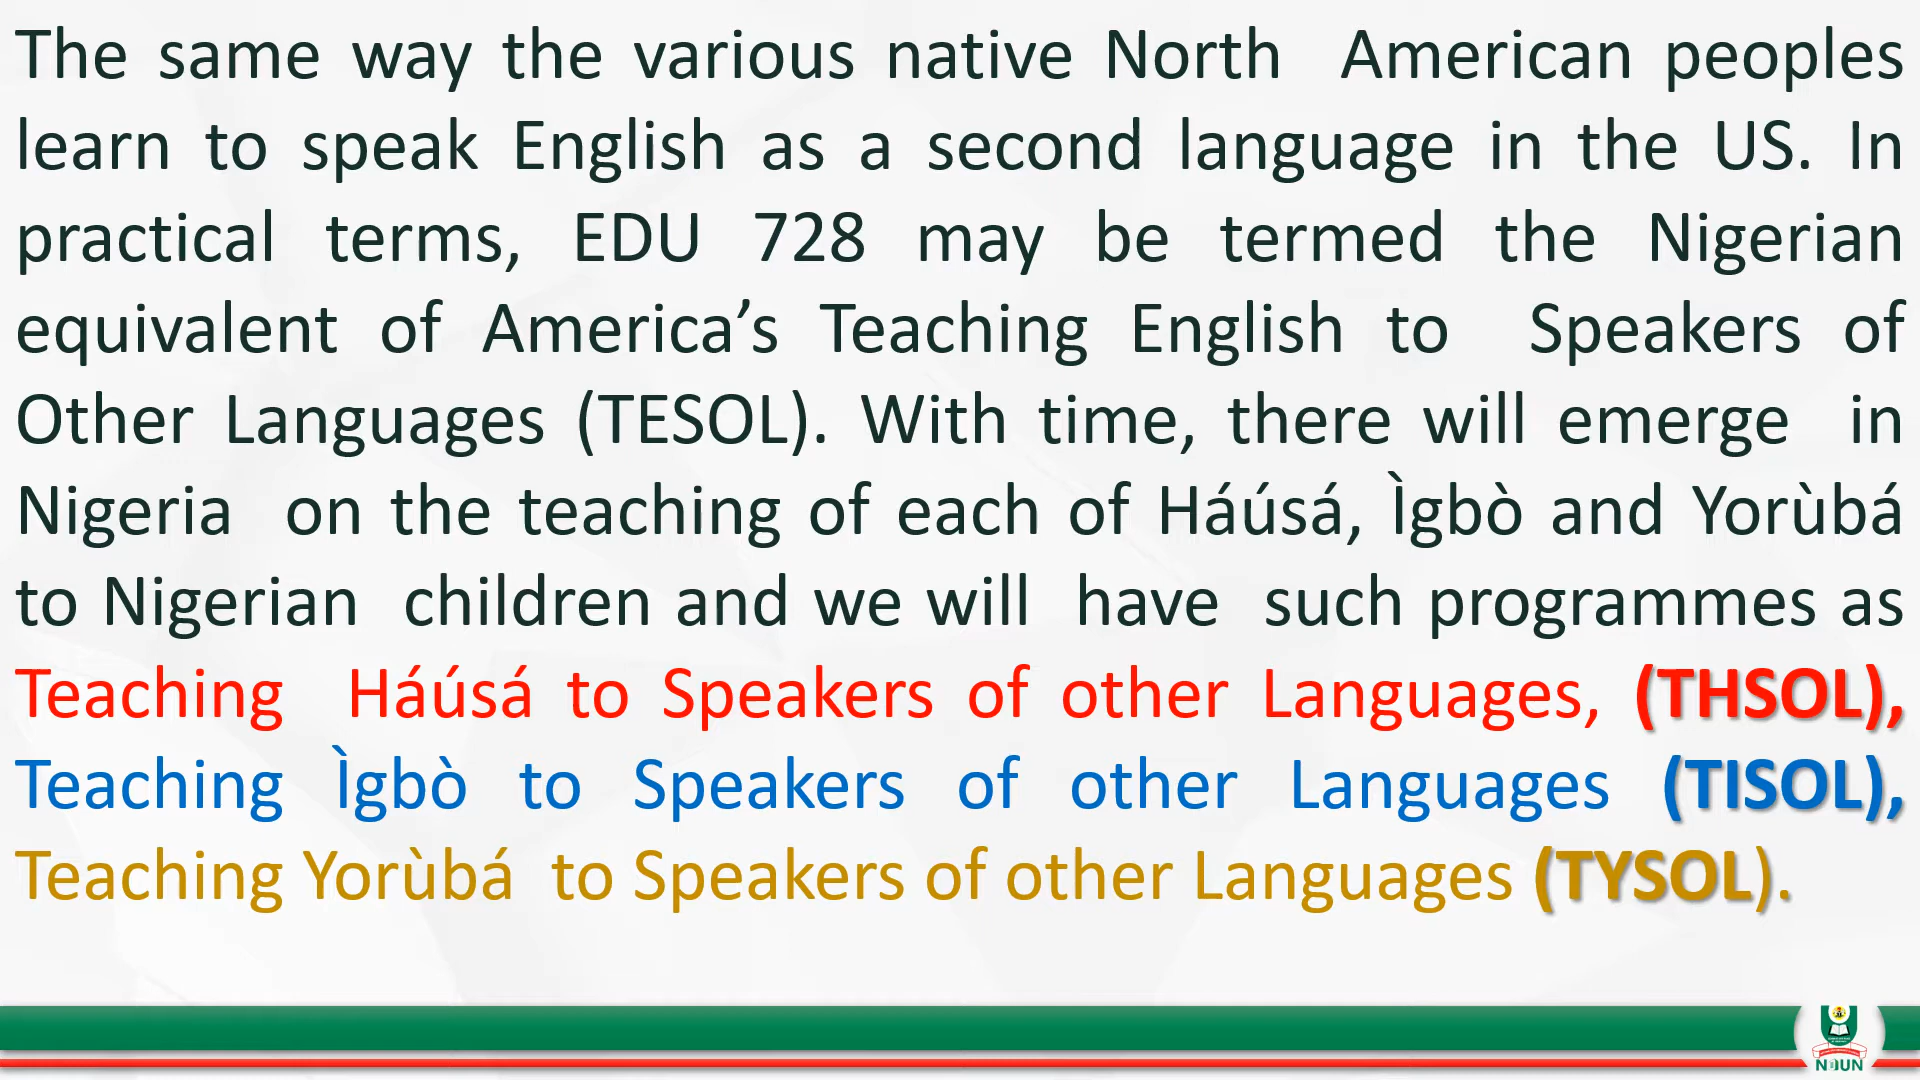 The same way the various native North American peoples
learn to speak English as a second language in the US. In
practical terms, EDU 728 may be termed the Nigerian
equivalent of America’s Teaching English to Speakers of
Other Languages (TESOL). With time, there will emerge in
Nigeria on the teaching of each of Háúsá, Ìgbò and Yorùbá
to Nigerian children and we will have such programmes as
Teaching Háúsá to Speakers of other Languages, (THSOL),
Teaching Ìgbò to Speakers of other Languages (TISOL),
Teaching Yorùbá to Speakers of other Languages (TYSOL).
NOUN